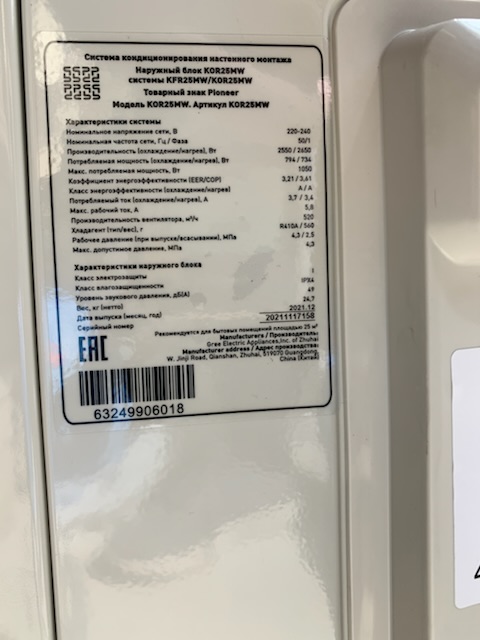 Система кондиционирования настенного монтажа
Наружный блок KOR25MW
системы KFR25MW/KOR25MW
Товарный знак Pioneer
Модель KOR25MW. Артикул KOR25MW
Характеристики системы
Номинальное напряжение сети, В 220-240
Номинальная частота сети, Гц / Фаза 50/1
Производительность (охлаждение/нагрев), Вт 2550 / 2650
Потребляемая мощность (охлаждение/нагрев), Вт 794 / 734
Макс. потребляемая мощность, Вт 1050
Коэффициент энергоэффективности (EER/COP) 3,21 / 3,61
Класс энергоэффективности (охлаждение/нагрев) A / A
Потребляемый ток (охлаждение/нагрев), А 3,7 / 3,4
Макс. рабочий ток, А 5,8
Производительность вентилятора, м³/ч 520
Хладагент (тип/вес), г R410A / 560
Рабочее давление (при выпуске/всасывании), МПа 4,3 / 2,5
Макс. допустимое давление, МПа 4,3
Характеристики наружного блока
Класс электрозащиты I
Класс влагозащищенности IPX4
Уровень звукового давления, дБ(А) 49
Вес, кг (нетто) 24,7
Дата выпуска (месяц, год) 2021.12
Серийный номер 20211117158
Рекомендуется для бытовых помещений площадью 25 м²
Manufacturers / Производитель:
Gree Electric Appliances,Inc. of Zhuhai
Manufacturer address / Адрес производства:
W. Jinji Road, Qianshan, Zhuhai, 519070 Guangdong,
China (Китай)
EAC
63249906018